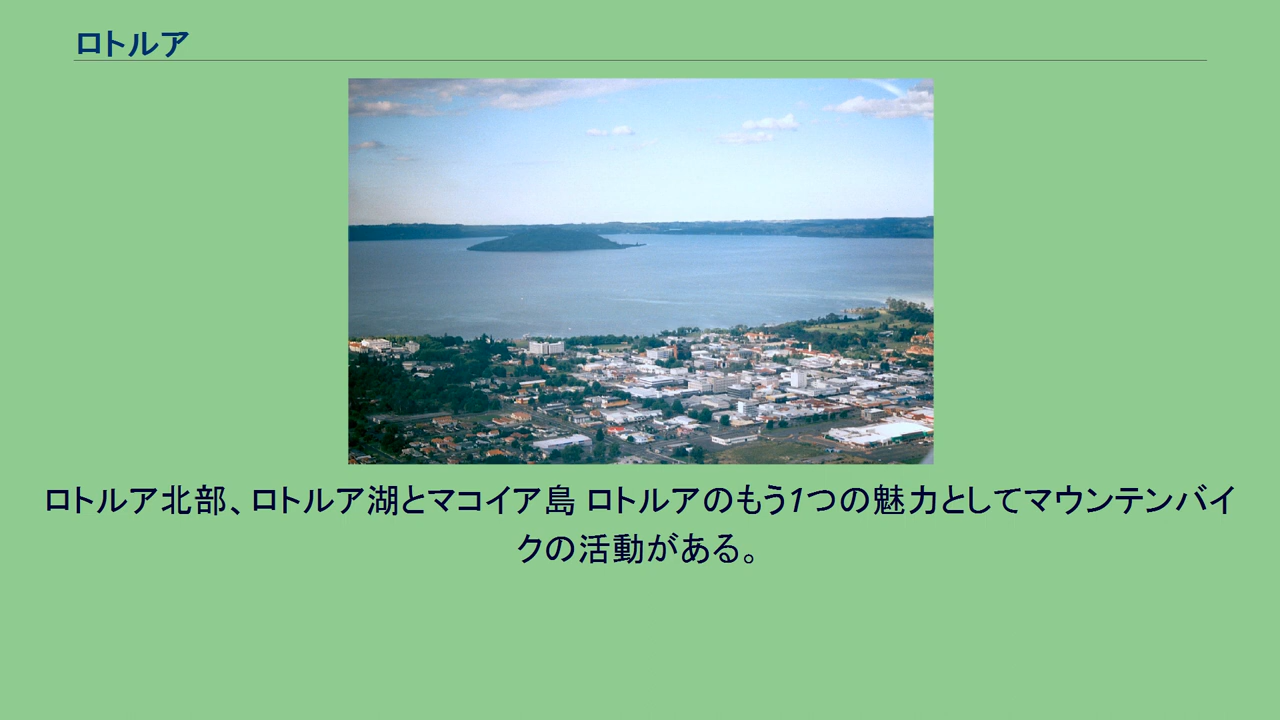 ロトルア
ロトルア北部、ロトルア湖とマコイア島 ロトルアのもう1つの魅力としてマウンテンバイ
クの活動がある。